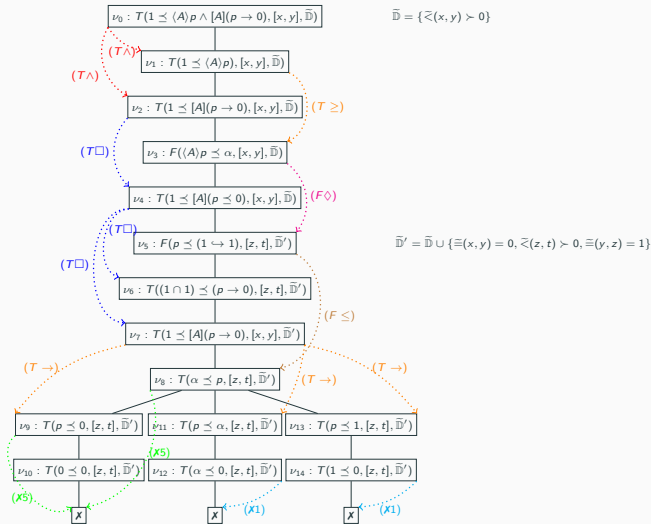 ν₀ : T(1 ⪯ ⟨A⟩p ∧ [A](p → 0), [x, y], D̃)
D̃ = {≺̃(x, y) ≻ 0}
(T∧)
ν₁ : T(1 ⪯ ⟨A⟩p), [x, y], D̃)
(T∧)
ν₂ : T(1 ⪯ [A](p → 0), [x, y], D̃)
(T ≥)
(T□)
ν₃ : F(⟨A⟩p ⪯ α, [x, y], D̃)
ν₄ : T(1 ⪯ [A](p ⪯ 0), [x, y], D̃)
(F◊)
(T□)
ν₅ : F(p ⪯ (1 ↪ 1), [z, t], D̃′)
D̃′ = D̃ ∪ {≅̃(x, y) = 0, ≺̃(z, t) ≻ 0, ≅̃(y, z) = 1}
(T□)
ν₆ : T((1 ∩ 1) ⪯ (p → 0), [z, t], D̃′)
(F ≤)
ν₇ : T(1 ⪯ [A](p → 0), [x, y], D̃′)
(T →)
(T →)
ν₈ : T(α ⪯ p, [z, t], D̃′)
(T →)
ν₉ : T(p ⪯ 0, [z, t], D̃′)
ν₁₁ : T(p ⪯ α, [z, t], D̃′)
ν₁₃ : T(p ⪯ 1, [z, t], D̃′)
(✗5)
ν₁₀ : T(0 ⪯ 0, [z, t], D̃′)
ν₁₂ : T(α ⪯ 0, [z, t], D̃′)
ν₁₄ : T(1 ⪯ 0, [z, t], D̃′)
(✗5)
(✗1)
(✗1)
✗
✗
✗